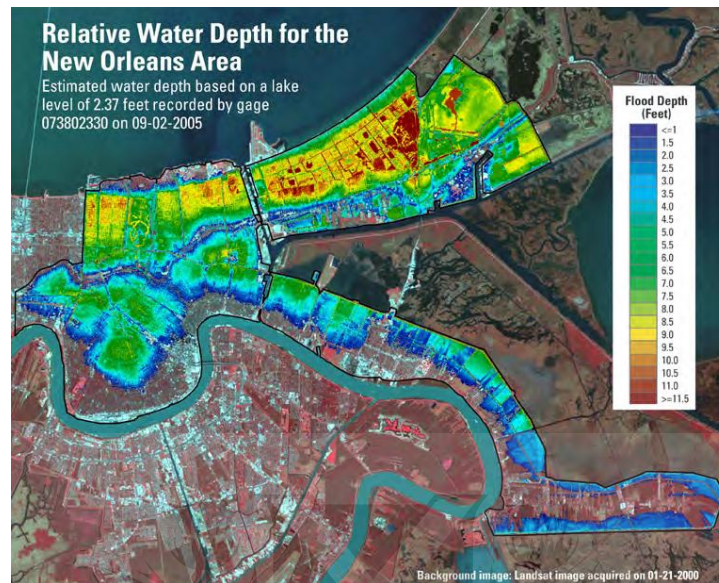 Relative Water Depth for the
New Orleans Area
Estimated water depth based on a lake
level of 2.37 feet recorded by gage
073802330 on 09-02-2005
Flood Depth
(Feet)
<=1
1.5
2.0
2.5
3.0
3.5
4.0
4.5
5.0
5.5
6.0
6.5
7.0
7.5
8.0
8.5
9.0
9.5
10.0
10.5
11.0
>=11.5
Background image: Landsat image acquired on 01-21-2000